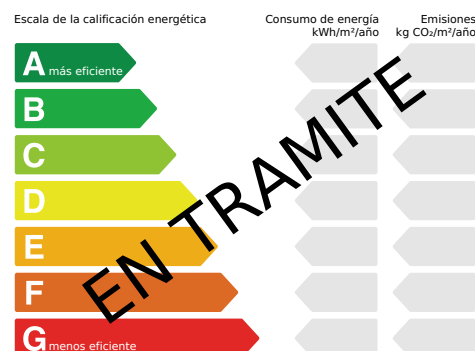 Escala de la calificación energética
Consumo de energía
kWh/m²/año
Emisiones
kg CO₂/m²/año
A más eficiente
B
C
D
E
F
G menos eficiente
EN TRAMITE